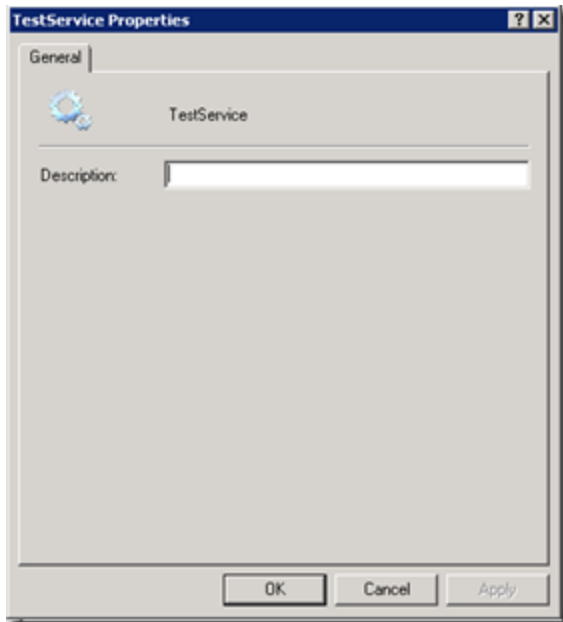 TestService Properties
General
TestService
Description:
OK Cancel Apply